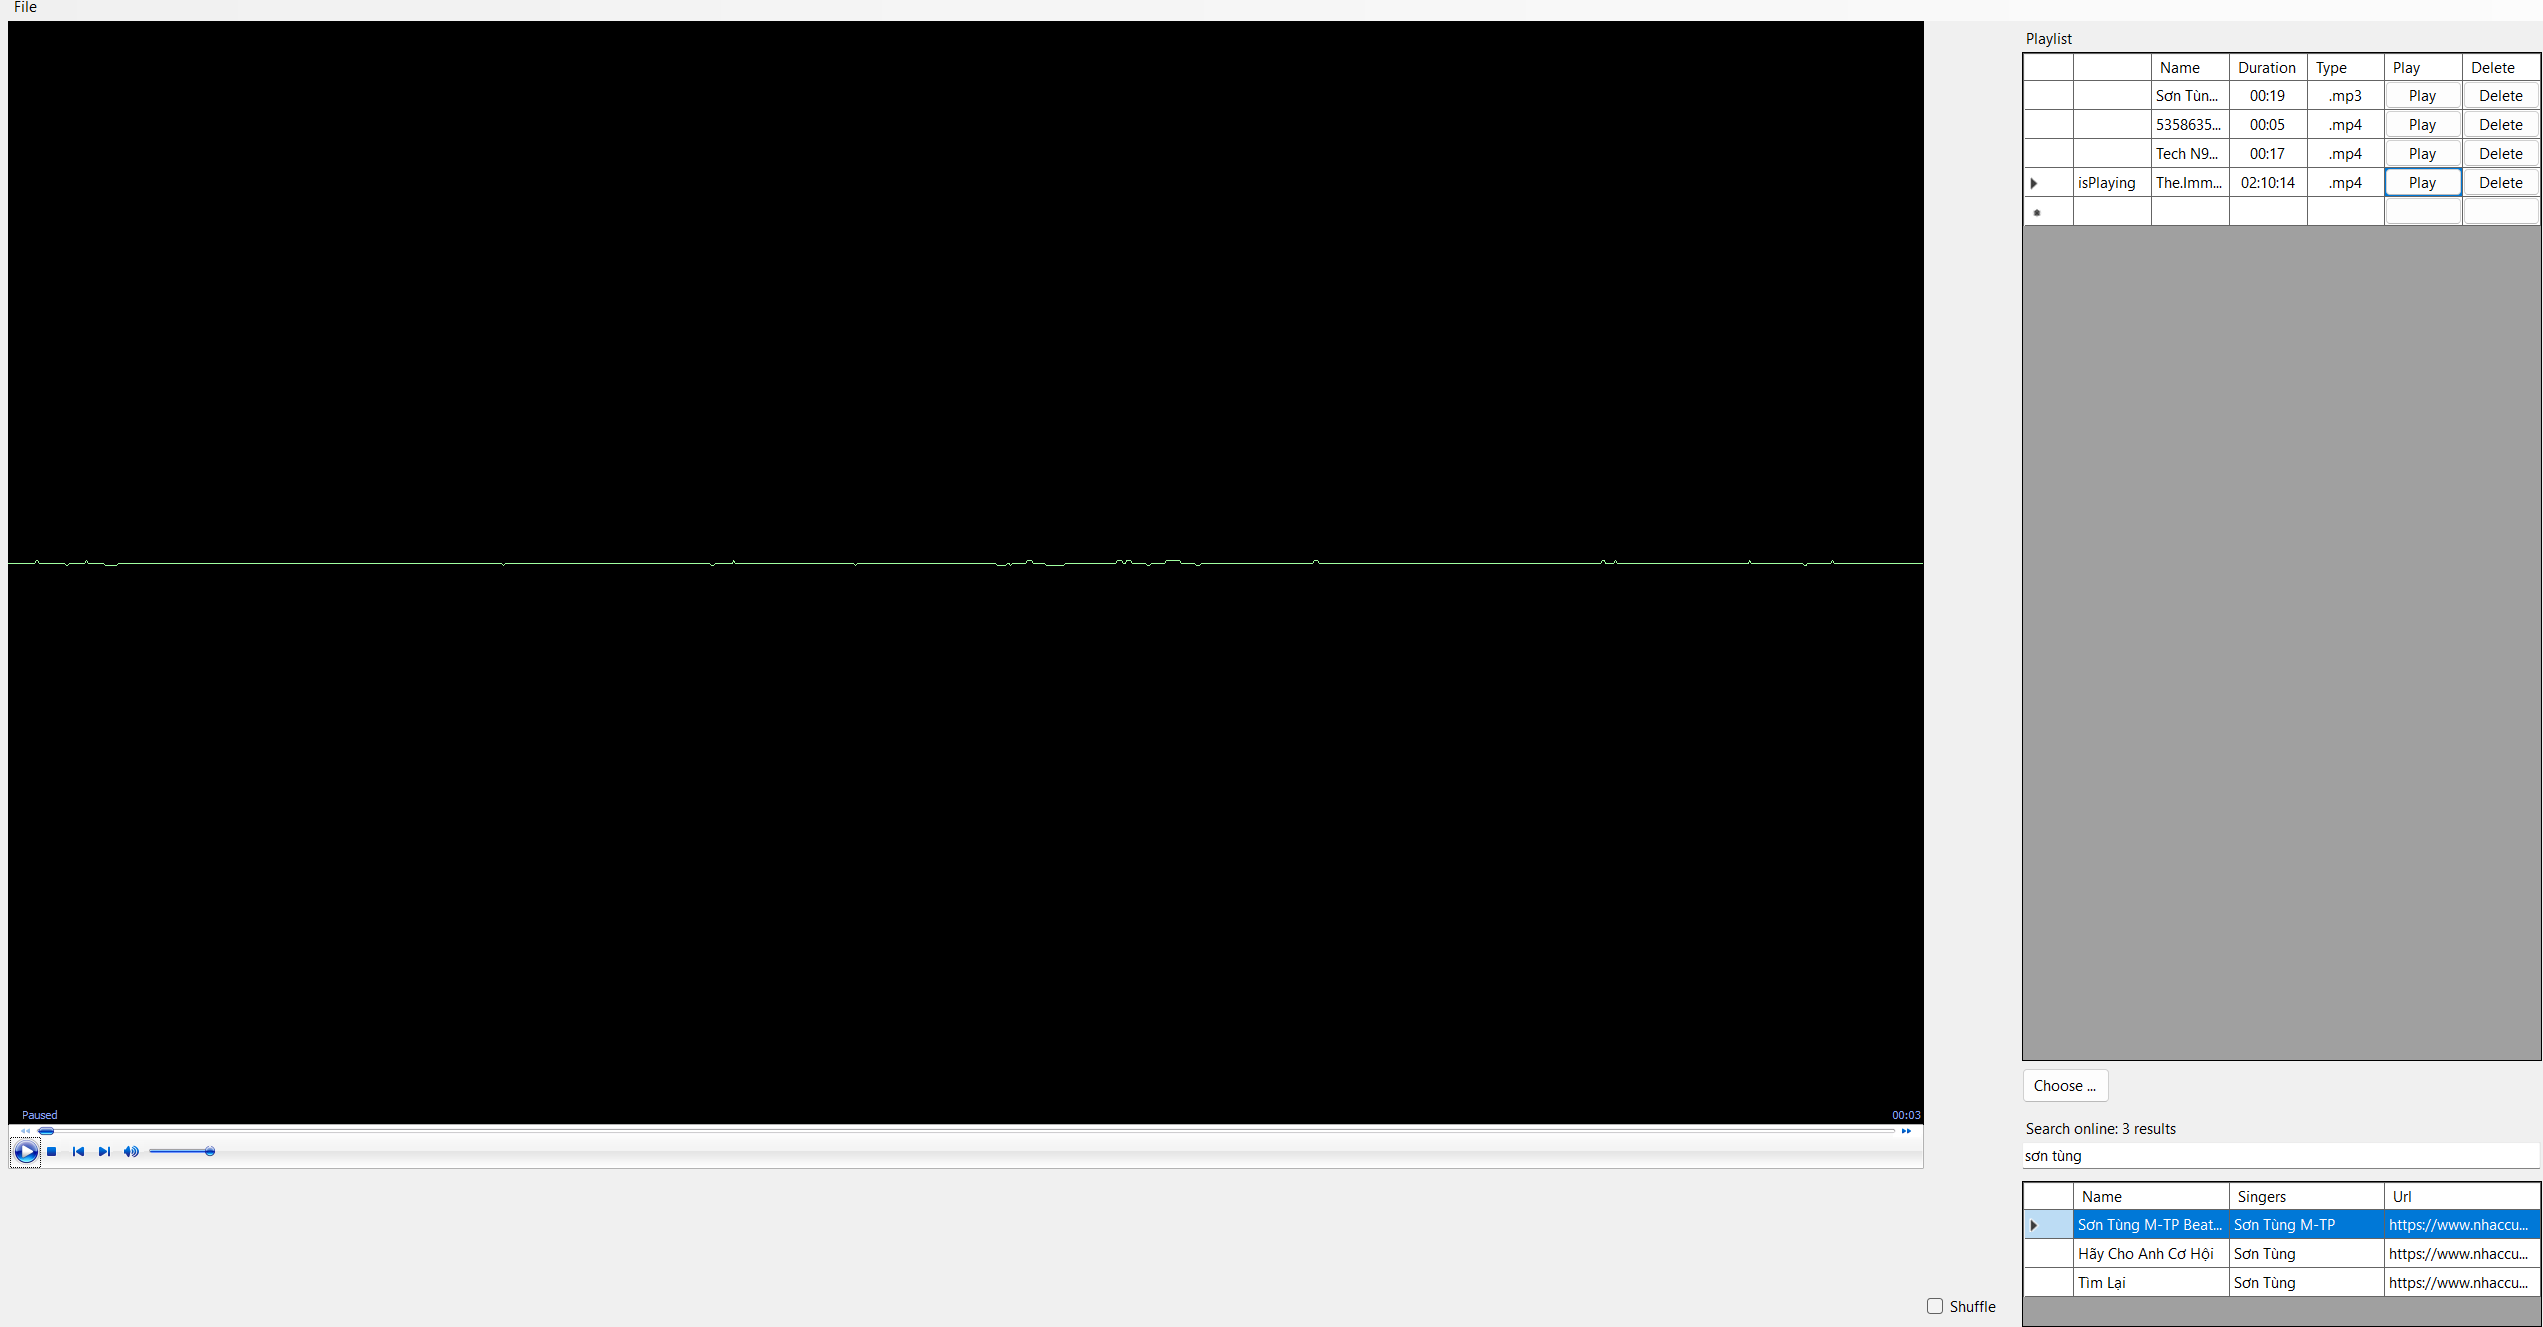 File
Playlist
Name Duration Type Play Delete
Sơn Tùn... 00:19 .mp3 Play Delete
5358635... 00:05 .mp4 Play Delete
Tech N9... 00:17 .mp4 Play Delete
isPlaying The.Imm... 02:10:14 .mp4 Play Delete
Paused 00:03
Choose ...
Search online: 3 results
sơn tùng
Name Singers Url
Sơn Tùng M-TP Beat... Sơn Tùng M-TP https://www.nhaccu...
Hãy Cho Anh Cơ Hội Sơn Tùng https://www.nhaccu...
Tìm Lại Sơn Tùng https://www.nhaccu...
Shuffle